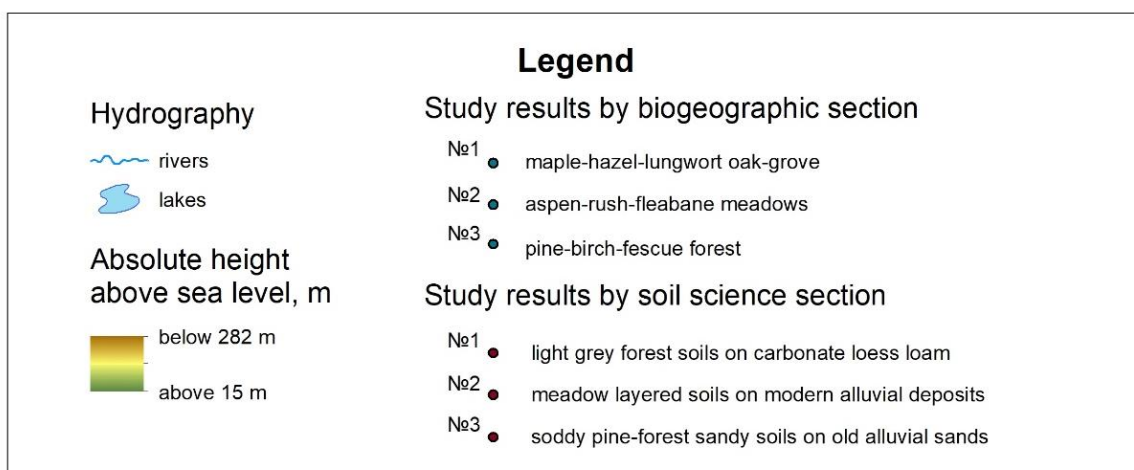 Legend
Hydrography
rivers
lakes
Absolute height
above sea level, m
below 282 m
above 15 m
Study results by biogeographic section
№1 maple-hazel-lungwort oak-grove
№2 aspen-rush-fleabane meadows
№3 pine-birch-fescue forest
Study results by soil science section
№1 light grey forest soils on carbonate loess loam
№2 meadow layered soils on modern alluvial deposits
№3 soddy pine-forest sandy soils on old alluvial sands